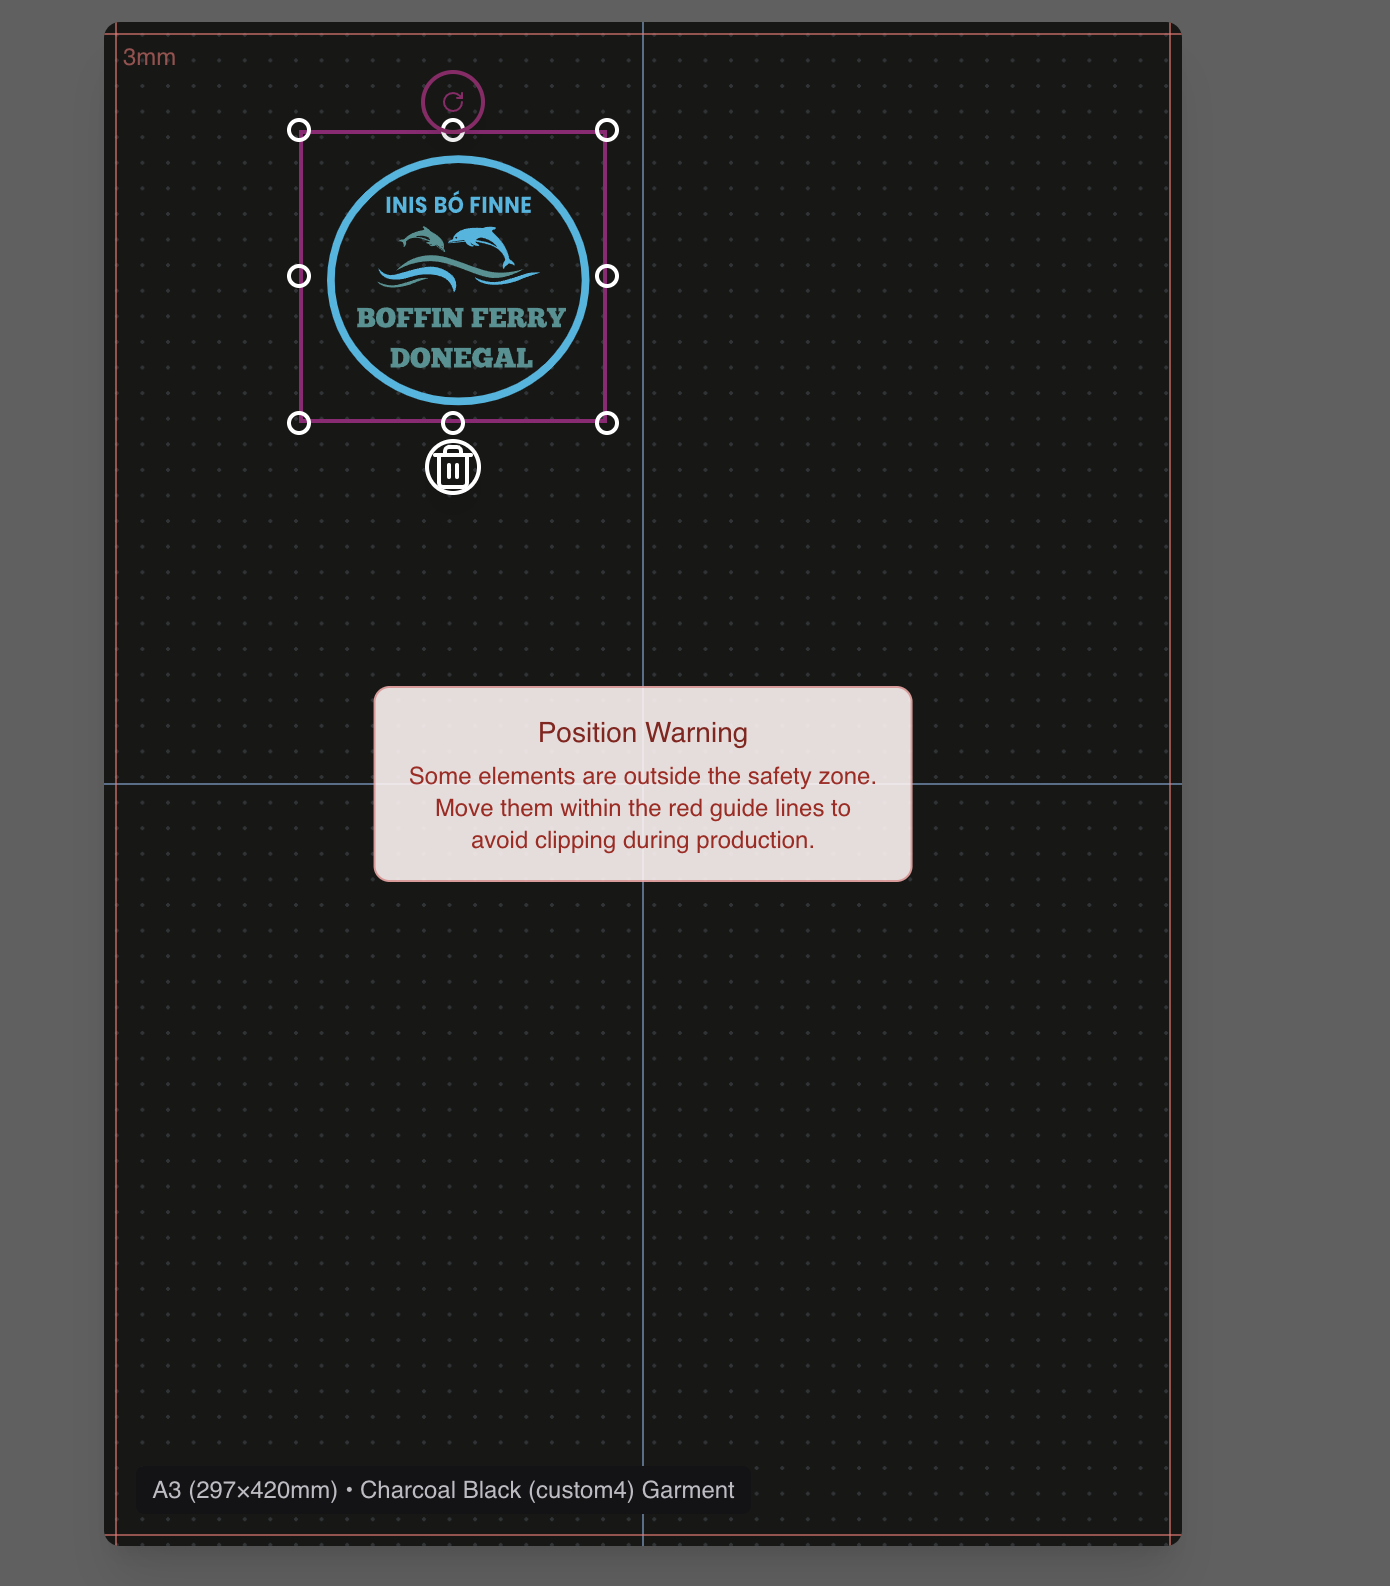 3mm
INIS BÓ FINNE
BOFFIN FERRY
DONEGAL
Position Warning
Some elements are outside the safety zone.
Move them within the red guide lines to
avoid clipping during production.
A3 (297×420mm) • Charcoal Black (custom4) Garment